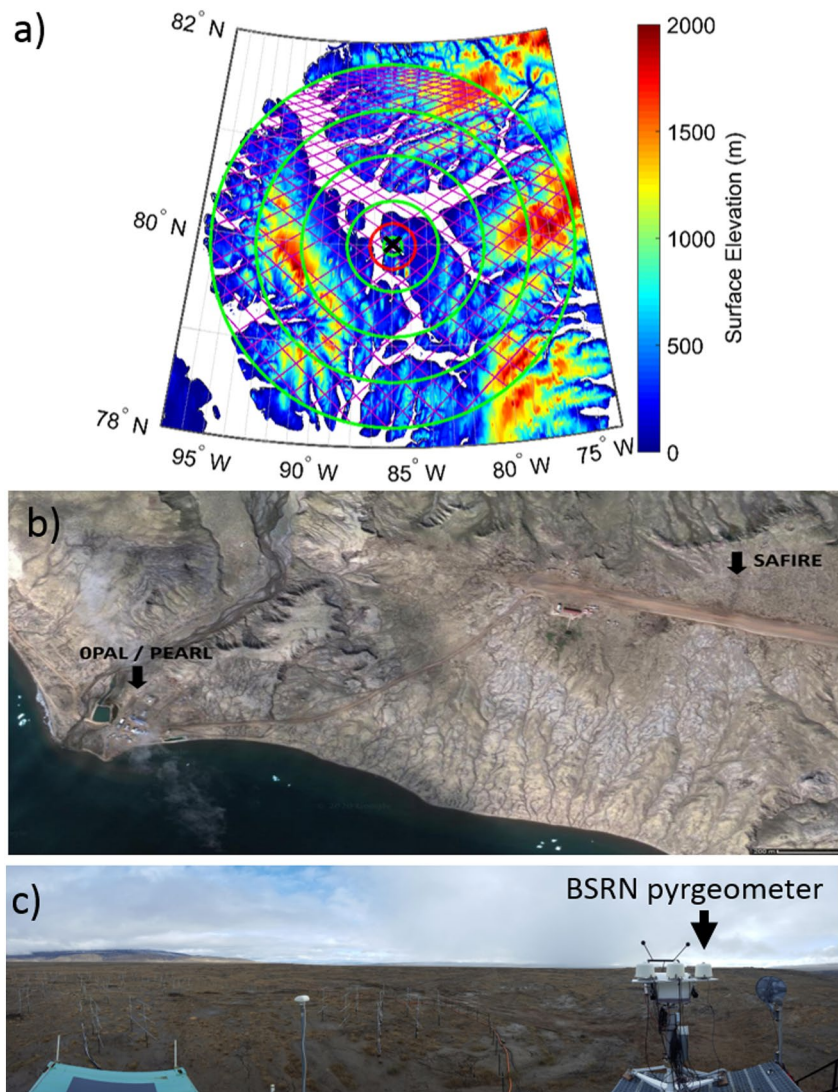 a)
82° N
80° N
78° N
95° W
90° W
85° W
80° W
75° W
2000
1500
1000
500
0
Surface Elevation (m)
b)
SAFIRE
0PAL / PEARL
200 m
c)
BSRN pyrgeometer